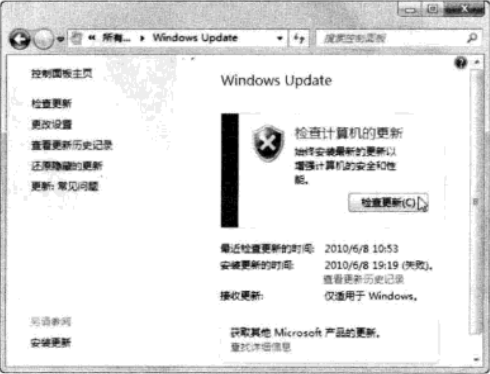 « 所有... ▸ Windows Update
搜索控制面板
控制面板主页
检查更新
更改设置
查看更新历史记录
还原隐藏的更新
更新: 常见问题
另请参阅
安装更新
Windows Update
检查计算机的更新
始终安装最新的更新以
增强计算机的安全和性
能。
检查更新(C)
最近检查更新的时间: 2010/6/8 10:53
安装更新的时间: 2010/6/8 19:19 (失败)。
查看更新历史记录
接收更新: 仅适用于 Windows。
获取其他 Microsoft 产品的更新。
查找详细信息